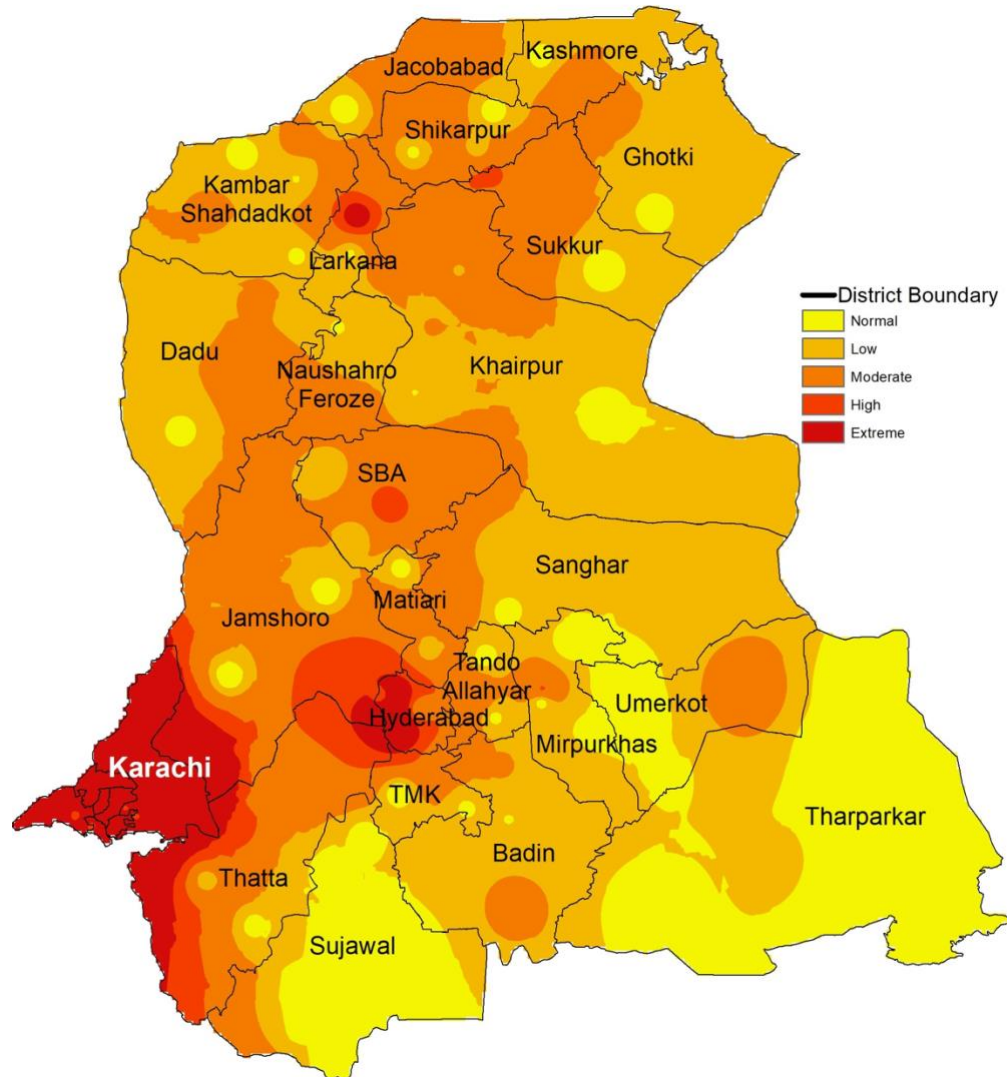 Kashmore
Jacobabad
Shikarpur
Ghotki
Kambar
Shahdadkot
Sukkur
Larkana
District Boundary
Normal
Low
Moderate
High
Extreme
Dadu
Khairpur
Naushahro
Feroze
SBA
Sanghar
Matiari
Jamshoro
Tando
Allahyar
Umerkot
Hyderabad
Mirpurkhas
Karachi
TMK
Tharparkar
Badin
Thatta
Sujawal